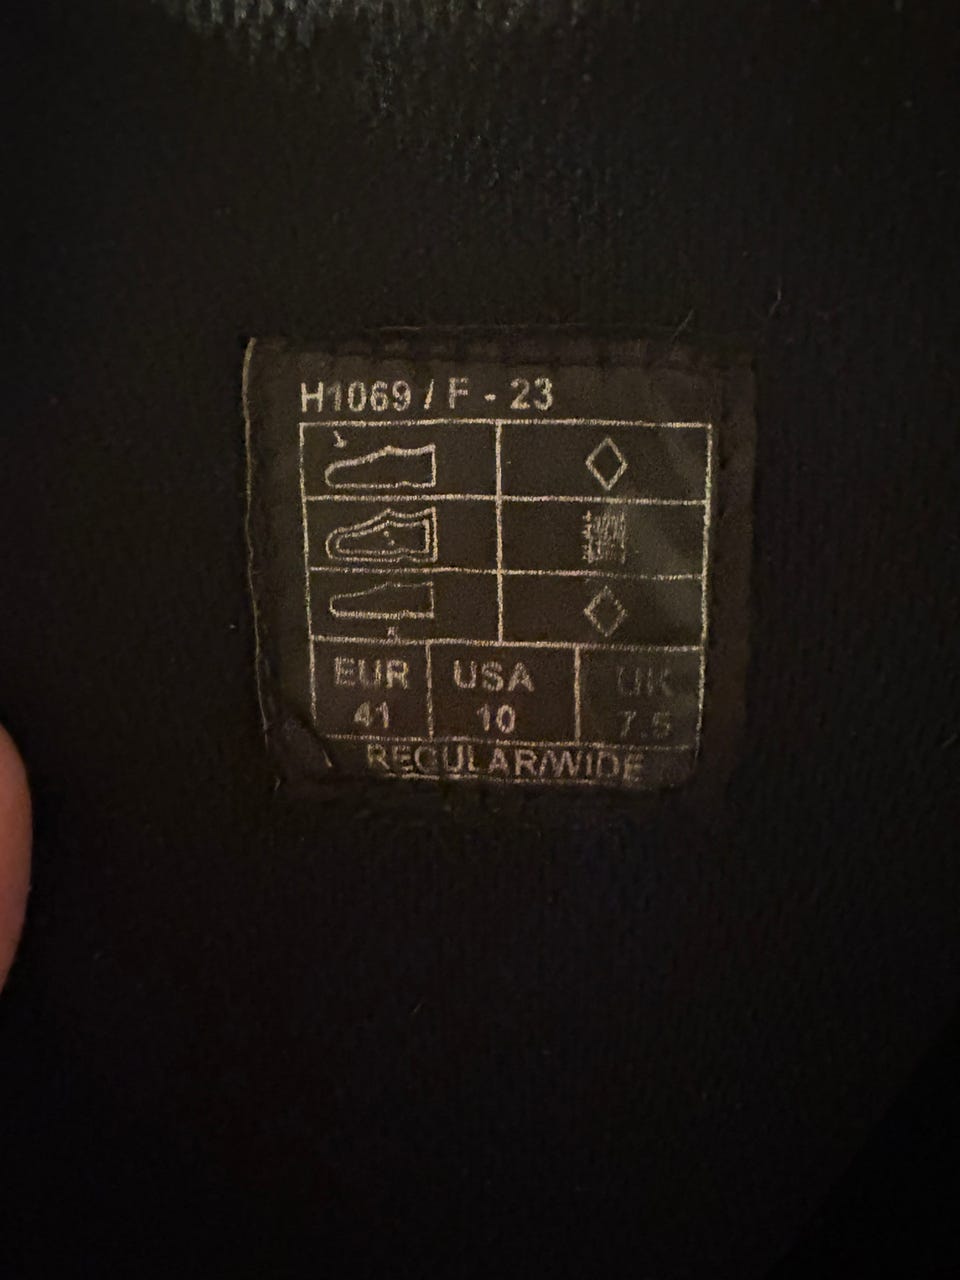 H1069 / F - 23
EUR USA UK
41 10 7.5
REGULAR/WIDE